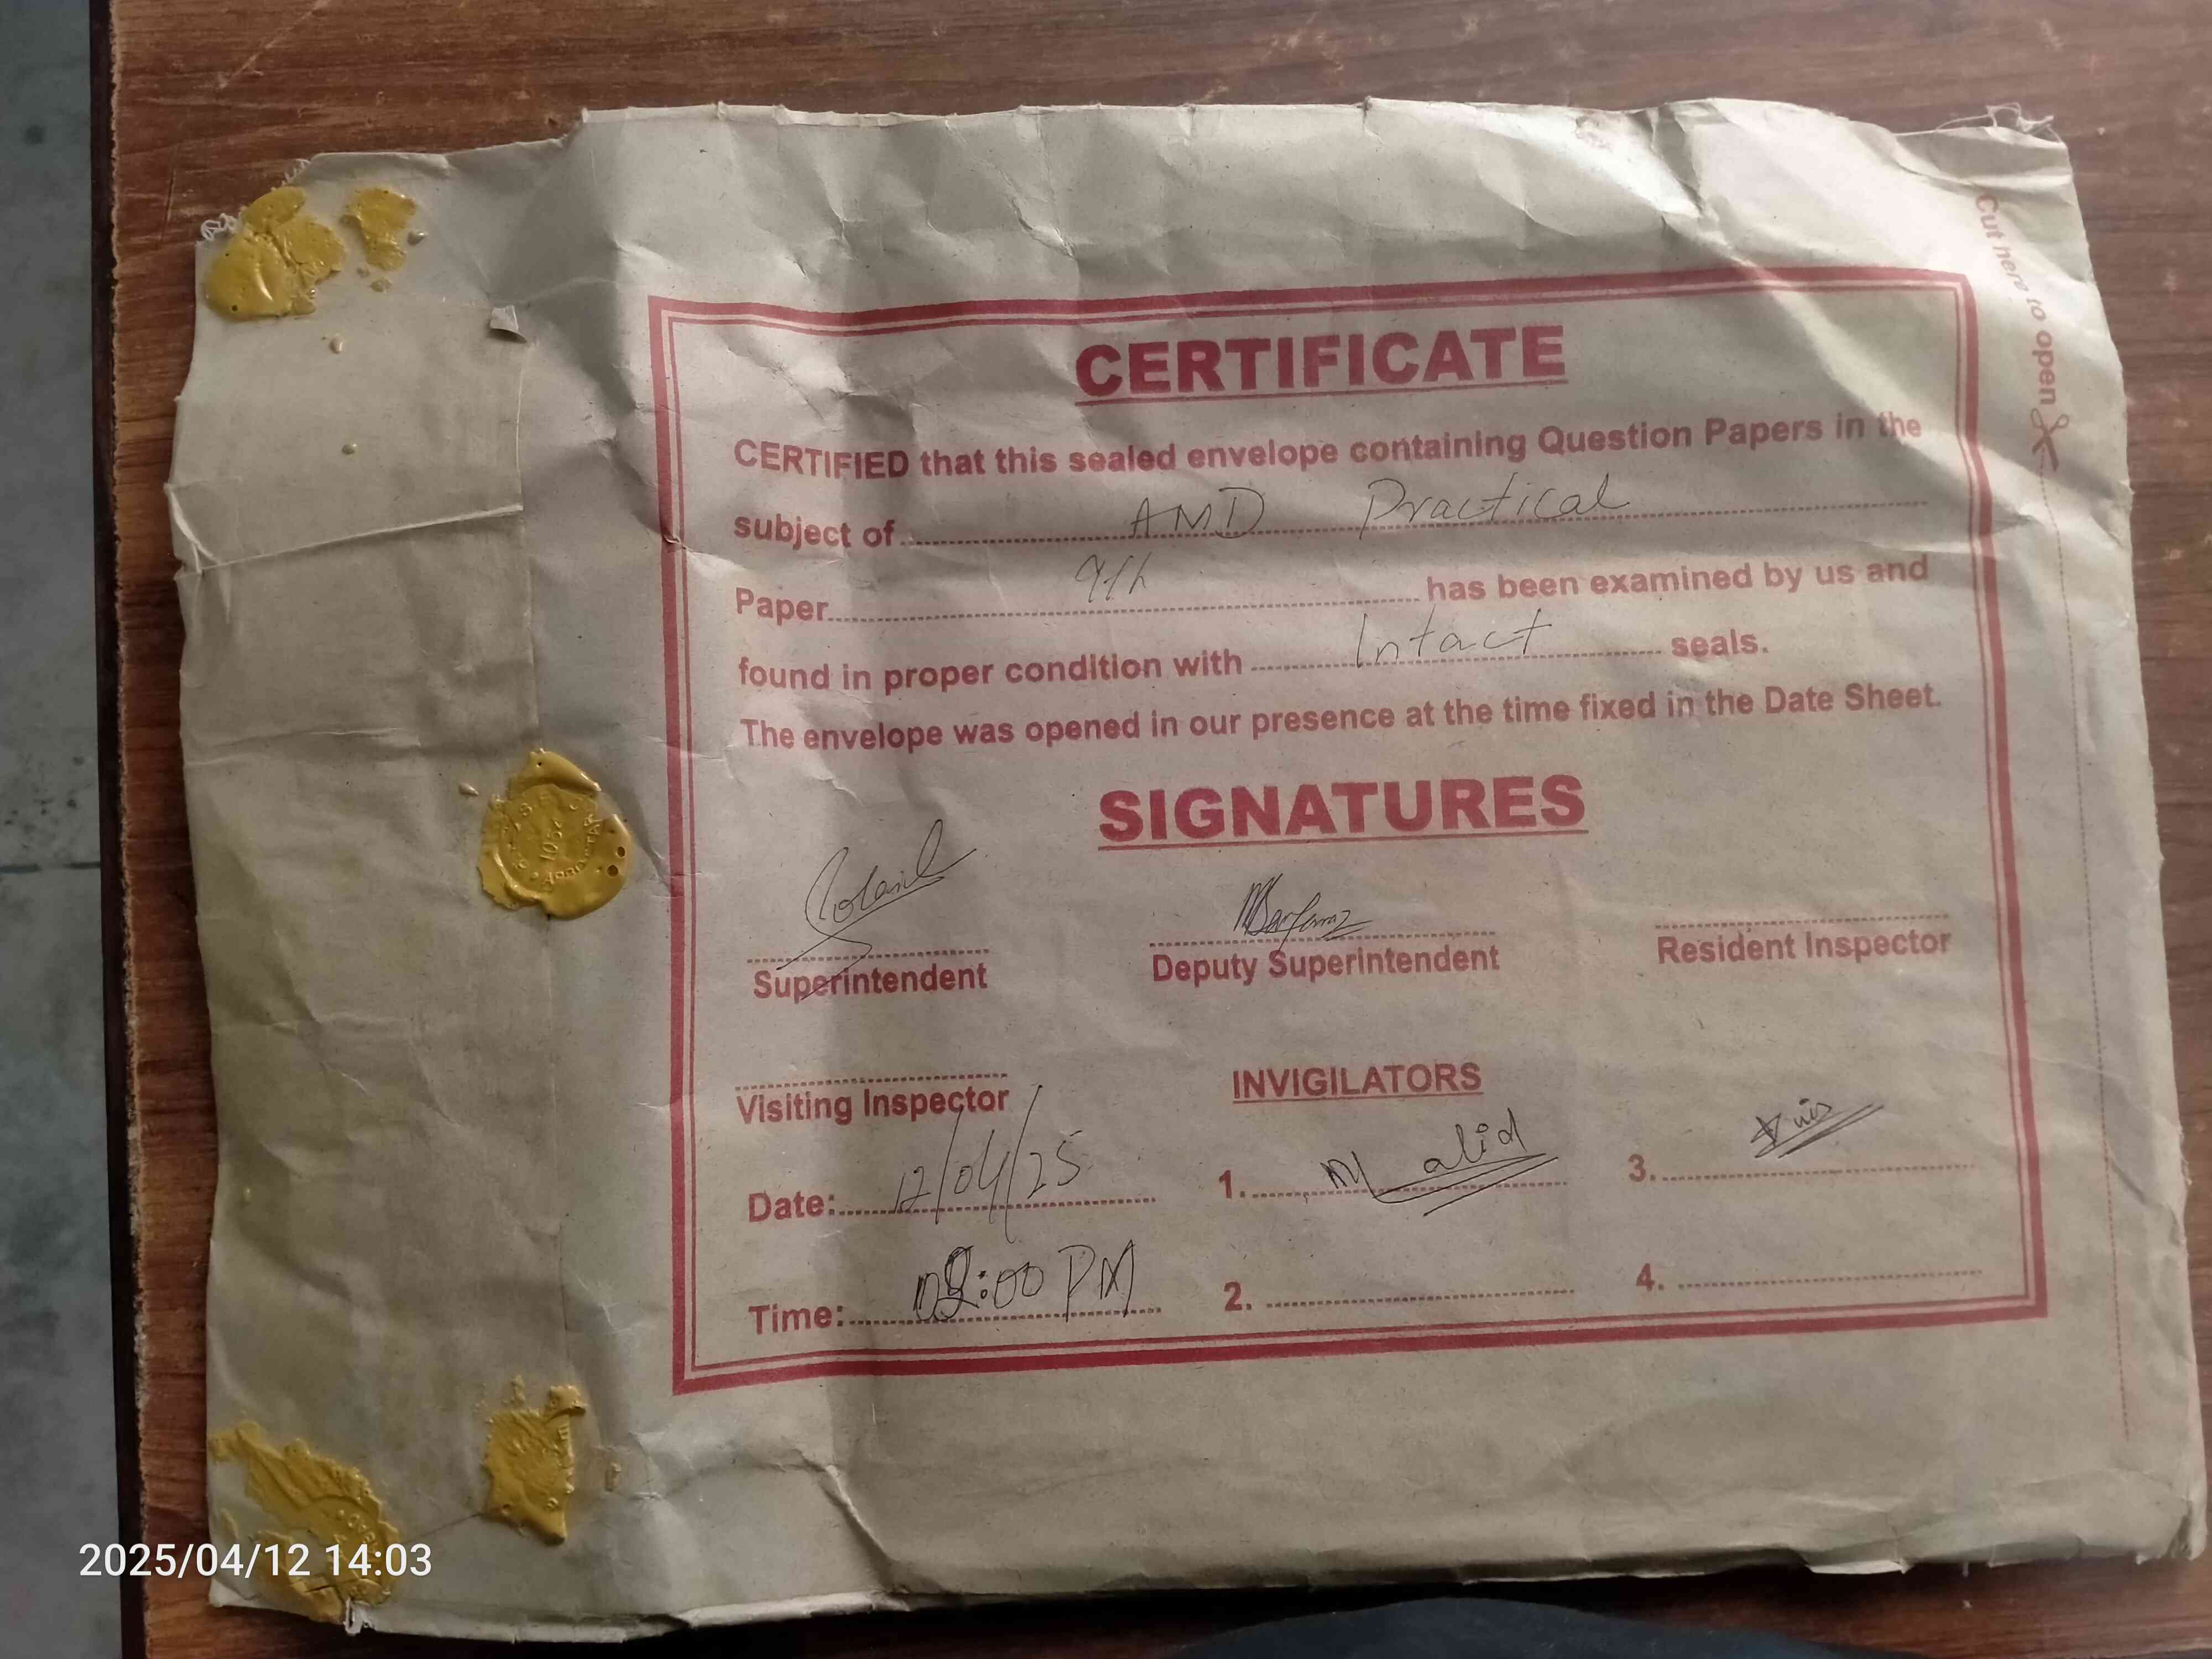 Cut here to open
CERTIFICATE
CERTIFIED that this sealed envelope containing Question Papers in the
subject of AMD Practical
Paper 9th has been examined by us and
found in proper condition with Intact seals.
The envelope was opened in our presence at the time fixed in the Date Sheet.
SIGNATURES
Superintendent
Deputy Superintendent
Resident Inspector
Visiting Inspector
INVIGILATORS
Date: 12/04/25
1.
3.
Time: :00 PM
2.
4.
2025/04/12 14:03